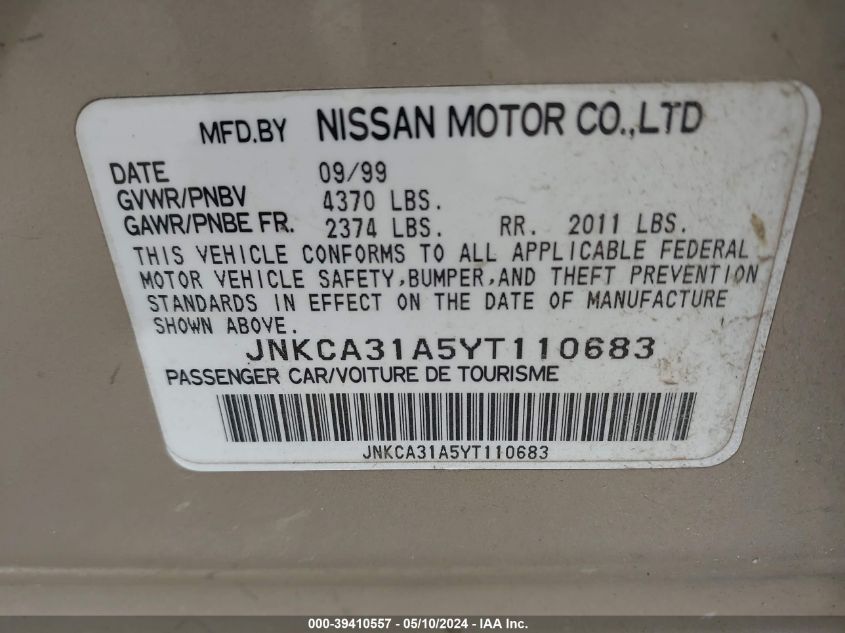 MFD.BY NISSAN MOTOR CO.,LTD
DATE 09/99
GVWR/PNBV 4370 LBS.
GAWR/PNBE FR. 2374 LBS. RR. 2011 LBS.
THIS VEHICLE CONFORMS TO ALL APPLICABLE FEDERAL
MOTOR VEHICLE SAFETY,BUMPER,AND THEFT PREVENTION
STANDARDS IN EFFECT ON THE DATE OF MANUFACTURE
SHOWN ABOVE.
JNKCA31A5YT110683
PASSENGER CAR/VOITURE DE TOURISME
JNKCA31A5YT110683
000-39410557 - 05/10/2024 - IAA Inc.